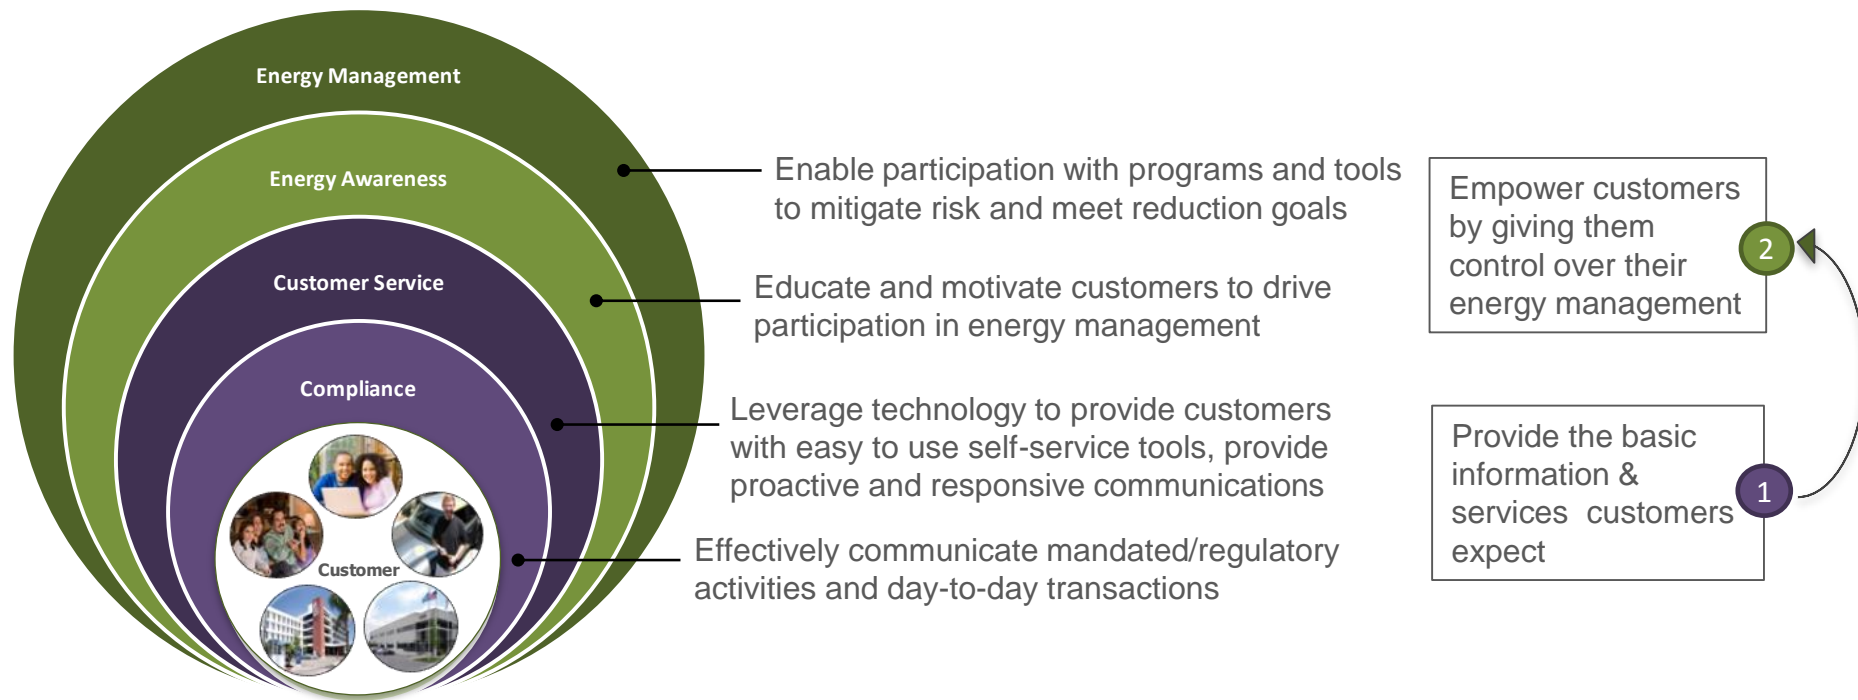 Energy Management
Energy Awareness
Customer Service
Compliance
Customer
Enable participation with programs and tools
to mitigate risk and meet reduction goals
Educate and motivate customers to drive
participation in energy management
Leverage technology to provide customers
with easy to use self-service tools, provide
proactive and responsive communications
Effectively communicate mandated/regulatory
activities and day-to-day transactions
Empower customers
by giving them
control over their
energy management
2
Provide the basic
information &
services customers
expect
1